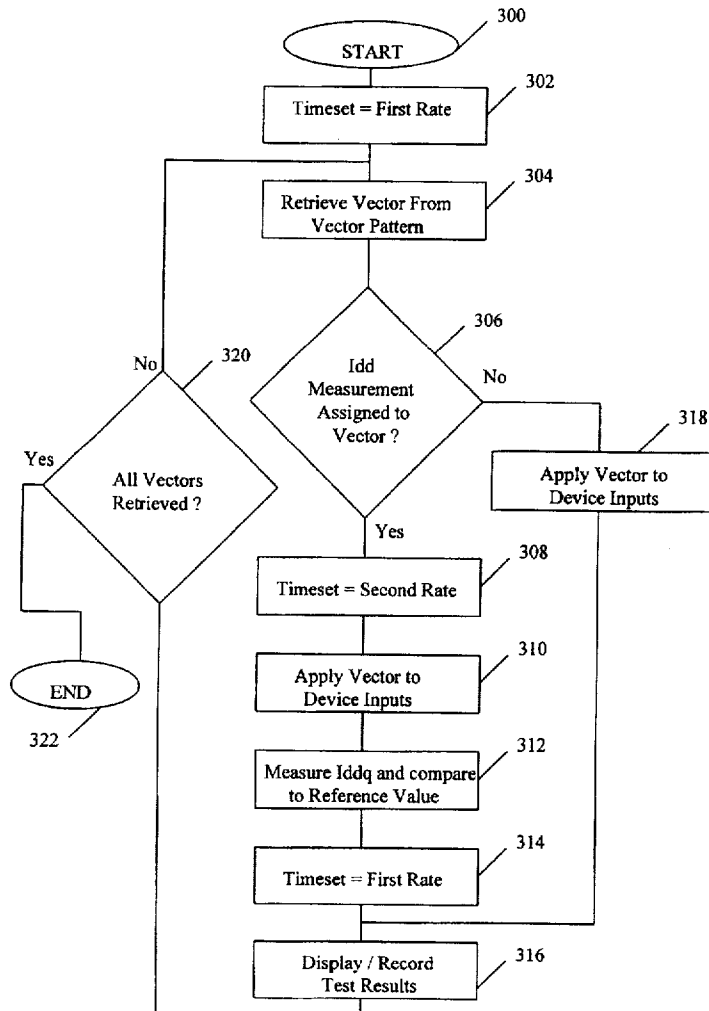 START
300
Timeset = First Rate
302
Retrieve Vector From
Vector Pattern
304
Idd
Measurement
Assigned to
Vector ?
306
No
Yes
Apply Vector to
Device Inputs
318
No
320
Yes
All Vectors
Retrieved ?
Timeset = Second Rate
308
Apply Vector to
Device Inputs
310
END
322
Measure Iddq and compare
to Reference Value
312
Timeset = First Rate
314
Display / Record
Test Results
316